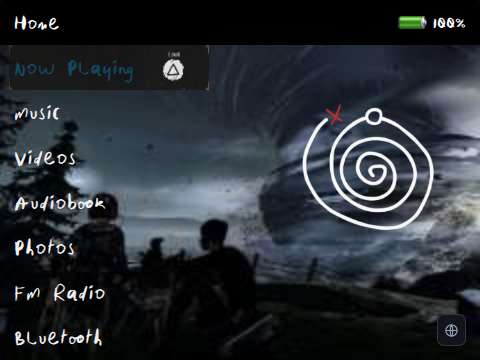 Home
100%
Now Playing
Music
Videos
Audiobook
Photos
Fm Radio
Bluetooth